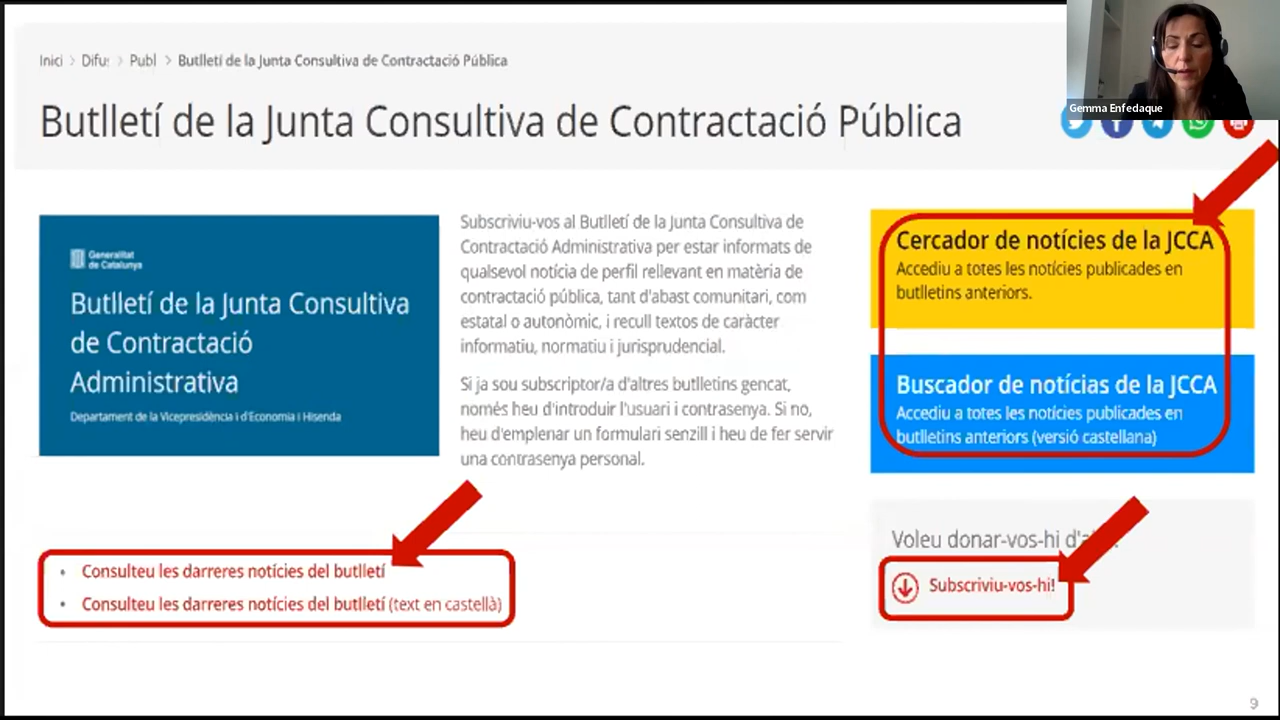 Inici > Difu > Publ > Butlletí de la Junta Consultiva de Contractació Pública
Butlletí de la Junta Consultiva de Contractació Pública
Gemma Enfedaque
Generalitat
de Catalunya
Butlletí de la Junta Consultiva
de Contractació
Administrativa
Departament de la Vicepresidència i d'Economia i Hisenda
Subscriviu-vos al Butlletí de la Junta Consultiva de
Contractació Administrativa per estar informats de
qualsevol notícia de perfil rellevant en matèria de
contractació pública, tant d'abast comunitari, com
estatal o autonòmic, i recull textos de caràcter
informatiu, normatiu i jurisprudencial.
Si ja sou subscriptor/a d'altres butlletins gencat,
només heu d'introduir l'usuari i contrasenya. Si no,
heu d'emplenar un formulari senzill i heu de fer servir
una contrasenya personal.
Cercador de notícies de la JCCA
Accediu a totes les notícies publicades en
butlletins anteriors.
Buscador de notícias de la JCCA
Accediu a totes les notícies publicades en
butlletins anteriors (versió castellana)
• Consulteu les darreres notícies del butlletí
• Consulteu les darreres notícies del butlletí (text en castellà)
Voleu donar-vos-hi
Subscriviu-vos-hi!
9